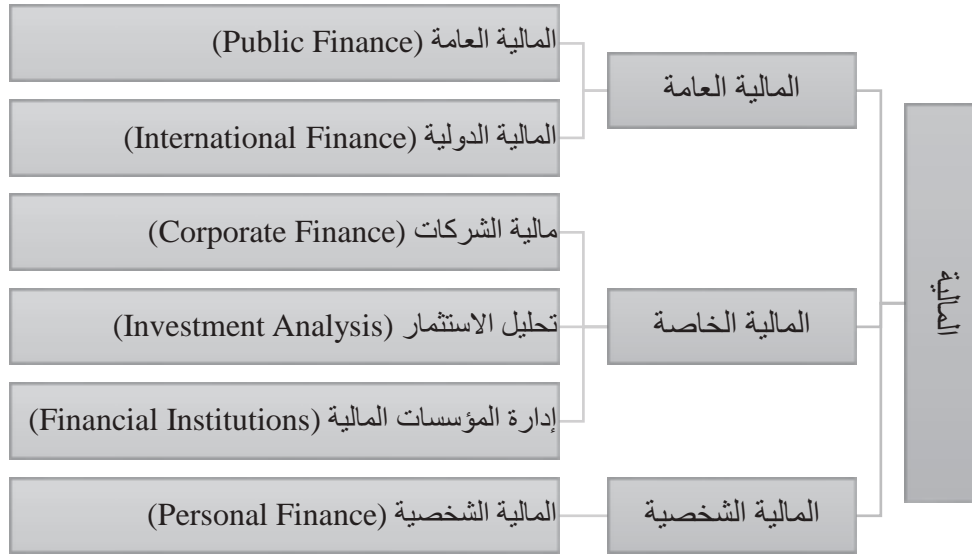 المالية
المالية العامة
المالية العامة (Public Finance)
المالية الدولية (International Finance)
المالية الخاصة
مالية الشركات (Corporate Finance)
تحليل الاستثمار (Investment Analysis)
إدارة المؤسسات المالية (Financial Institutions)
المالية الشخصية
المالية الشخصية (Personal Finance)